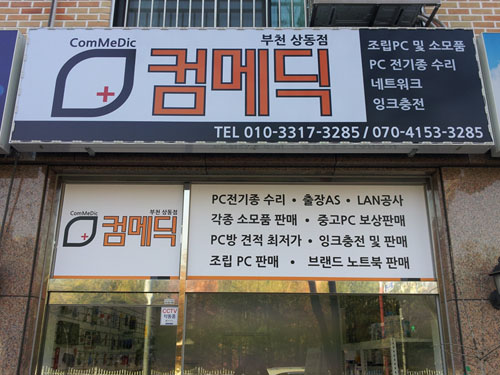 ComMeDic
부천 상동점
컴메딕
조립PC 및 소모품
PC 전기종 수리
네트워크
잉크충전
TEL 010-3317-3285 / 070-4153-3285
ComMeDic
부천 상동점
컴메딕
PC전기종 수리 • 출장AS • LAN공사
각종 소모품 판매 • 중고PC 보상판매
PC방 견적 최저가 • 잉크충전 및 판매
조립 PC 판매 • 브랜드 노트북 판매
CCTV
작동중